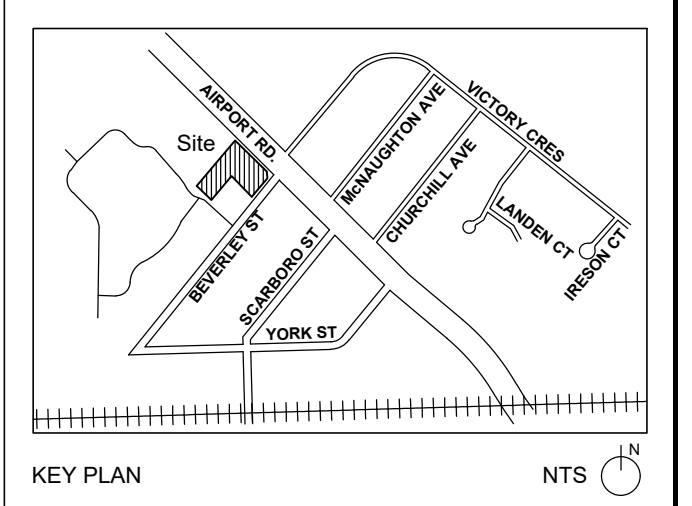 AIRPORT RD.
Site
VICTORY CRES
McNAUGHTON AVE
CHURCHILL AVE
LANDEN CT
IRESON CT
BEVERLEY ST
SCARBORO ST
YORK ST
KEY PLAN
NTS
N